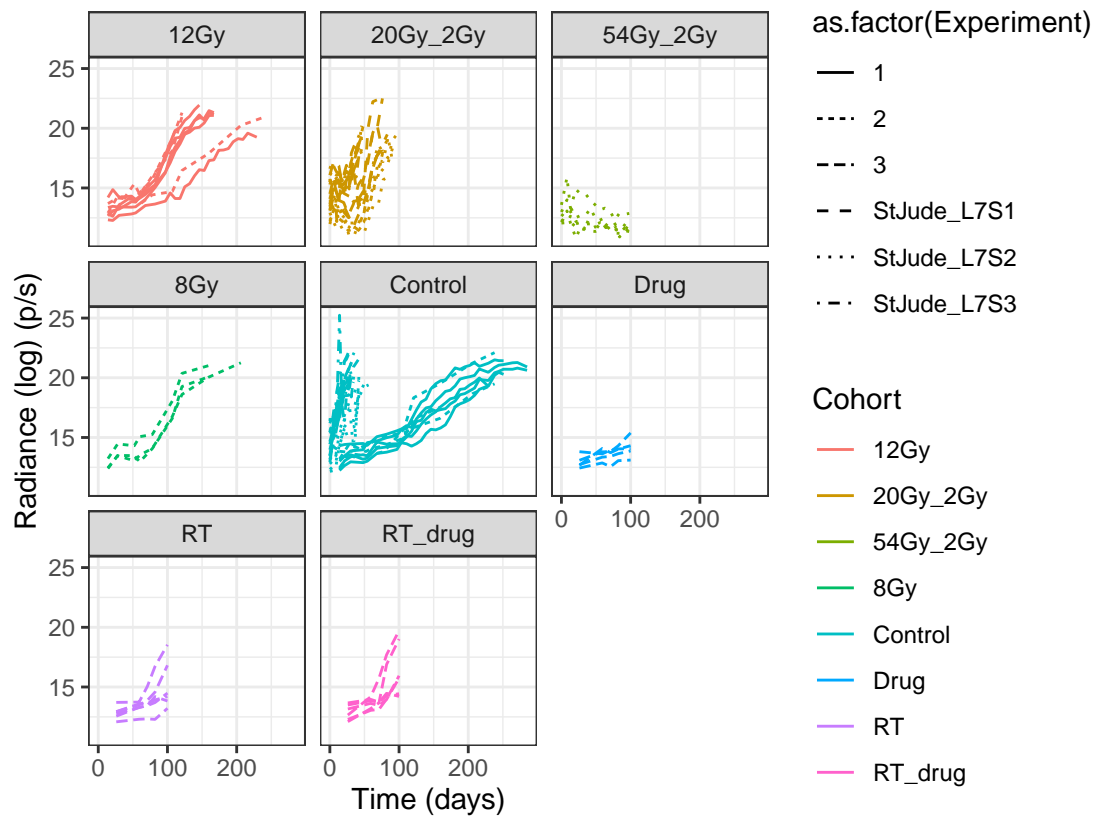 12Gy
20Gy_2Gy
54Gy_2Gy
25
20
15
8Gy
Control
Drug
25
20
15
0
100
200
RT
RT_drug
25
20
15
0
100
200
0
100
200
Time (days)
Radiance (log) (p/s)
as.factor(Experiment)
1
2
3
StJude_L7S1
StJude_L7S2
StJude_L7S3
Cohort
12Gy
20Gy_2Gy
54Gy_2Gy
8Gy
Control
Drug
RT
RT_drug